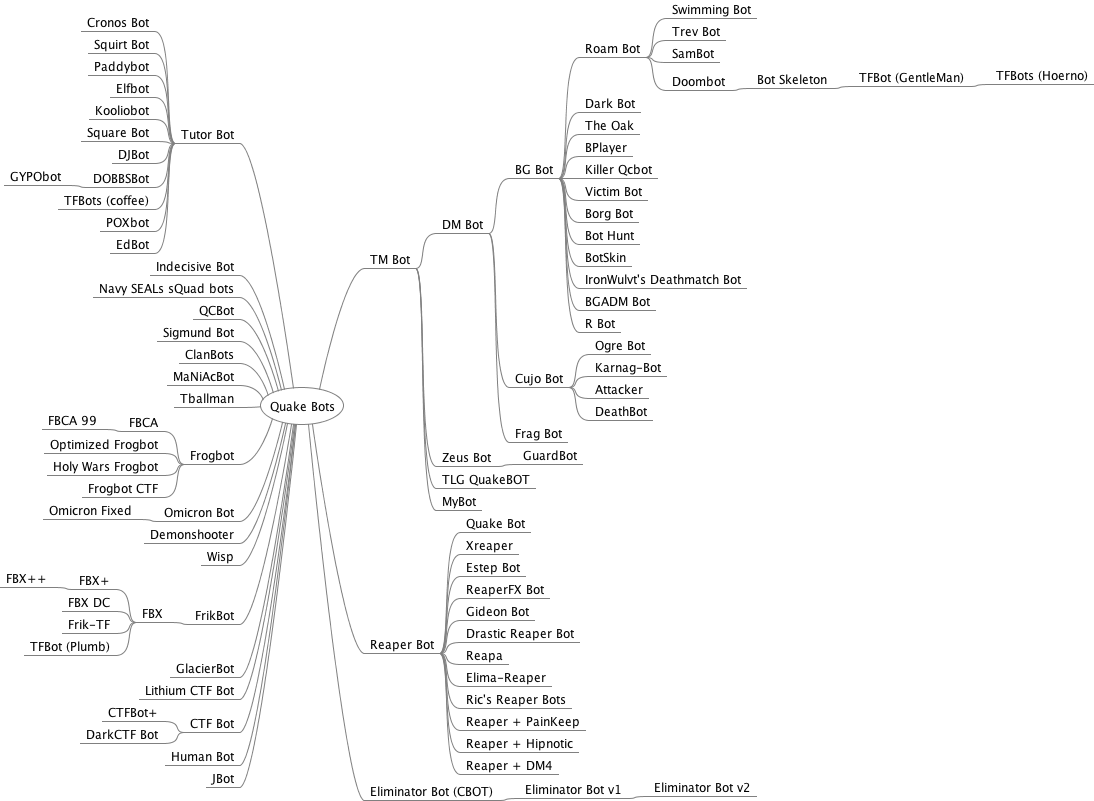 Quake Bots
Tutor Bot
Cronos Bot
Squirt Bot
Paddybot
Elfbot
Kooliobot
Square Bot
DJBot
DOBBSBot
GYPObot
TFBots (coffee)
POXbot
EdBot
Indecisive Bot
Navy SEALs sQuad bots
QCBot
Sigmund Bot
ClanBots
MaNiAcBot
Tballman
Frogbot
FBCA
FBCA 99
Optimized Frogbot
Holy Wars Frogbot
Frogbot CTF
Omicron Bot
Omicron Fixed
Demonshooter
Wisp
FrikBot
FBX
FBX+
FBX++
FBX DC
Frik-TF
TFBot (Plumb)
GlacierBot
Lithium CTF Bot
CTF Bot
CTFBot+
DarkCTF Bot
Human Bot
JBot
TM Bot
DM Bot
BG Bot
Roam Bot
Swimming Bot
Trev Bot
SamBot
Doombot
Bot Skeleton
TFBot (GentleMan)
TFBots (Hoerno)
Dark Bot
The Oak
BPlayer
Killer Qcbot
Victim Bot
Borg Bot
Bot Hunt
BotSkin
IronWulvt's Deathmatch Bot
BGADM Bot
R Bot
Cujo Bot
Ogre Bot
Karnag-Bot
Attacker
DeathBot
Frag Bot
Zeus Bot
GuardBot
TLG QuakeBOT
MyBot
Reaper Bot
Quake Bot
Xreaper
Estep Bot
ReaperFX Bot
Gideon Bot
Drastic Reaper Bot
Reapa
Elima-Reaper
Ric's Reaper Bots
Reaper + PainKeep
Reaper + Hipnotic
Reaper + DM4
Eliminator Bot (CBOT)
Eliminator Bot v1
Eliminator Bot v2